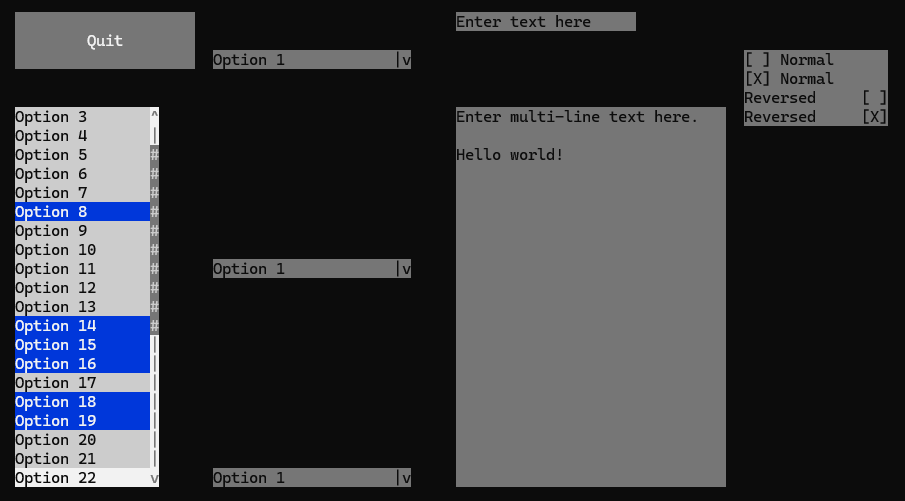 Quit
Enter text here
Option 1 |v
[ ] Normal
[X] Normal
Reversed [ ]
Reversed [X]
Option 3 ^
Option 4 |
Option 5 #
Option 6 #
Option 7 #
Option 8 #
Option 9 #
Option 10 #
Option 11 #
Option 12 #
Option 13 #
Option 14 #
Option 15 |
Option 16 |
Option 17 |
Option 18 |
Option 19 |
Option 20 |
Option 21 |
Option 22 v
Option 1 |v
Option 1 |v
Enter multi-line text here.
Hello world!